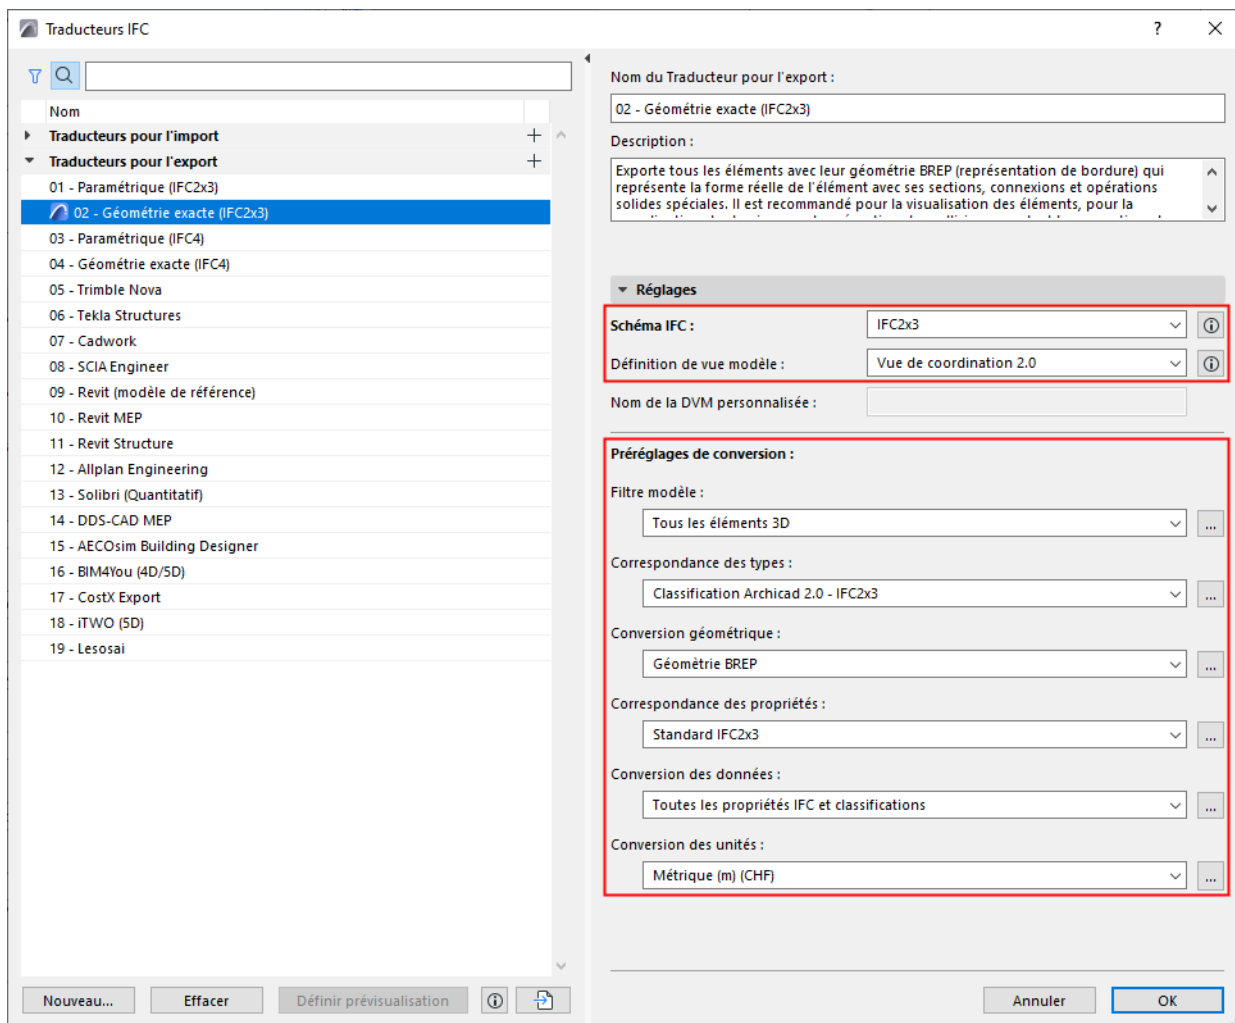 Traducteurs IFC
?
Nom
Traducteurs pour l'import
Traducteurs pour l'export
01 - Paramétrique (IFC2x3)
02 - Géométrie exacte (IFC2x3)
03 - Paramétrique (IFC4)
04 - Géométrie exacte (IFC4)
05 - Trimble Nova
06 - Tekla Structures
07 - Cadwork
08 - SCIA Engineer
09 - Revit (modèle de référence)
10 - Revit MEP
11 - Revit Structure
12 - Allplan Engineering
13 - Solibri (Quantitatif)
14 - DDS-CAD MEP
15 - AECOsim Building Designer
16 - BIM4You (4D/5D)
17 - CostX Export
18 - iTWO (5D)
19 - Lesosai
Nouveau...
Effacer
Définir prévisualisation
Nom du Traducteur pour l'export :
02 - Géométrie exacte (IFC2x3)
Description :
Exporte tous les éléments avec leur géométrie BREP (représentation de bordure) qui
représente la forme réelle de l'élément avec ses sections, connexions et opérations
solides spéciales. Il est recommandé pour la visualisation des éléments, pour la
Réglages
Schéma IFC :
IFC2x3
Définition de vue modèle :
Vue de coordination 2.0
Nom de la DVM personnalisée :
Préréglages de conversion :
Filtre modèle :
Tous les éléments 3D
...
Correspondance des types :
Classification Archicad 2.0 - IFC2x3
...
Conversion géométrique :
Géomètrie BREP
...
Correspondance des propriétés :
Standard IFC2x3
...
Conversion des données :
Toutes les propriétés IFC et classifications
...
Conversion des unités :
Métrique (m) (CHF)
...
Annuler
OK